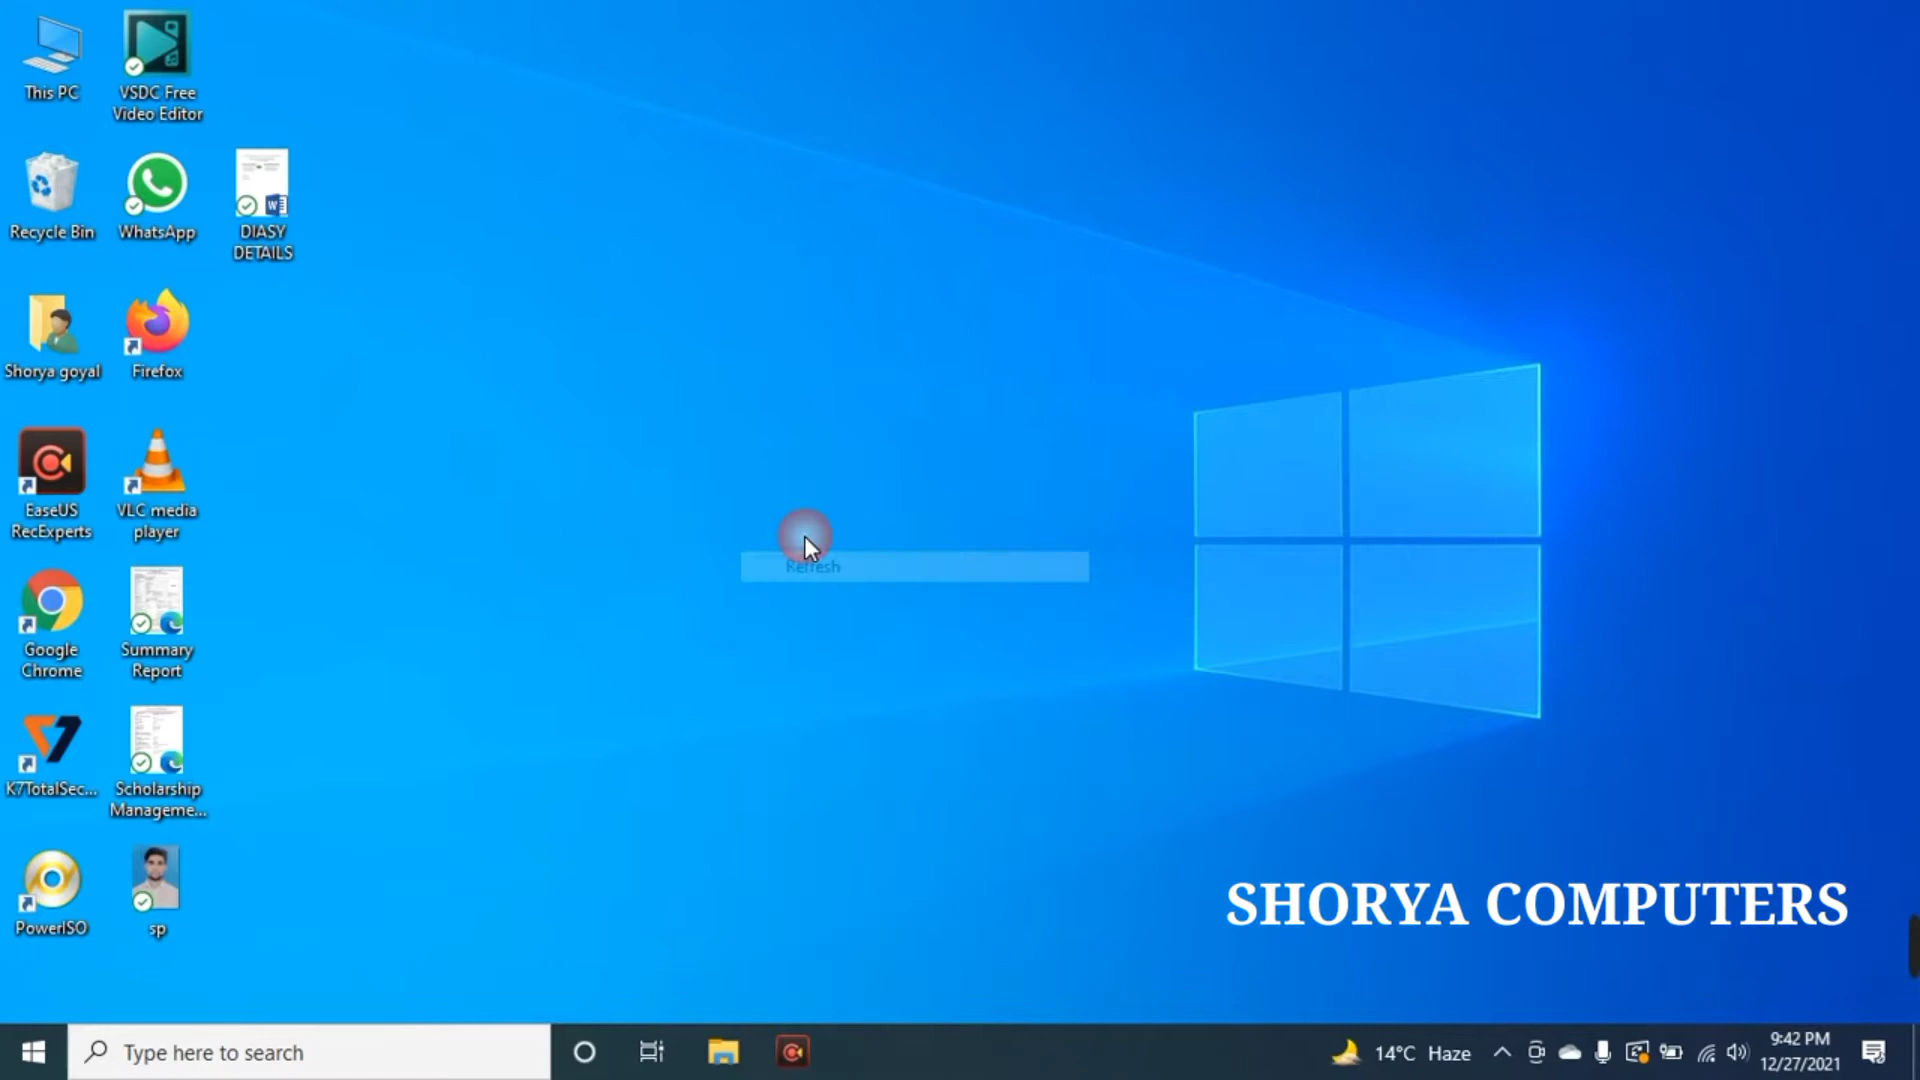 This PC
VSDC Free
Video Editor
Recycle Bin
WhatsApp
DIASY
DETAILS
Shorya goyal
Firefox
EaseUS
RecExperts
VLC media
player
Refresh
Google
Chrome
Summary
Report
K7TotalSec...
Scholarship
Manageme...
PowerISO
sp
SHORYA COMPUTERS
Type here to search
14°C Haze
9:42 PM
12/27/2021